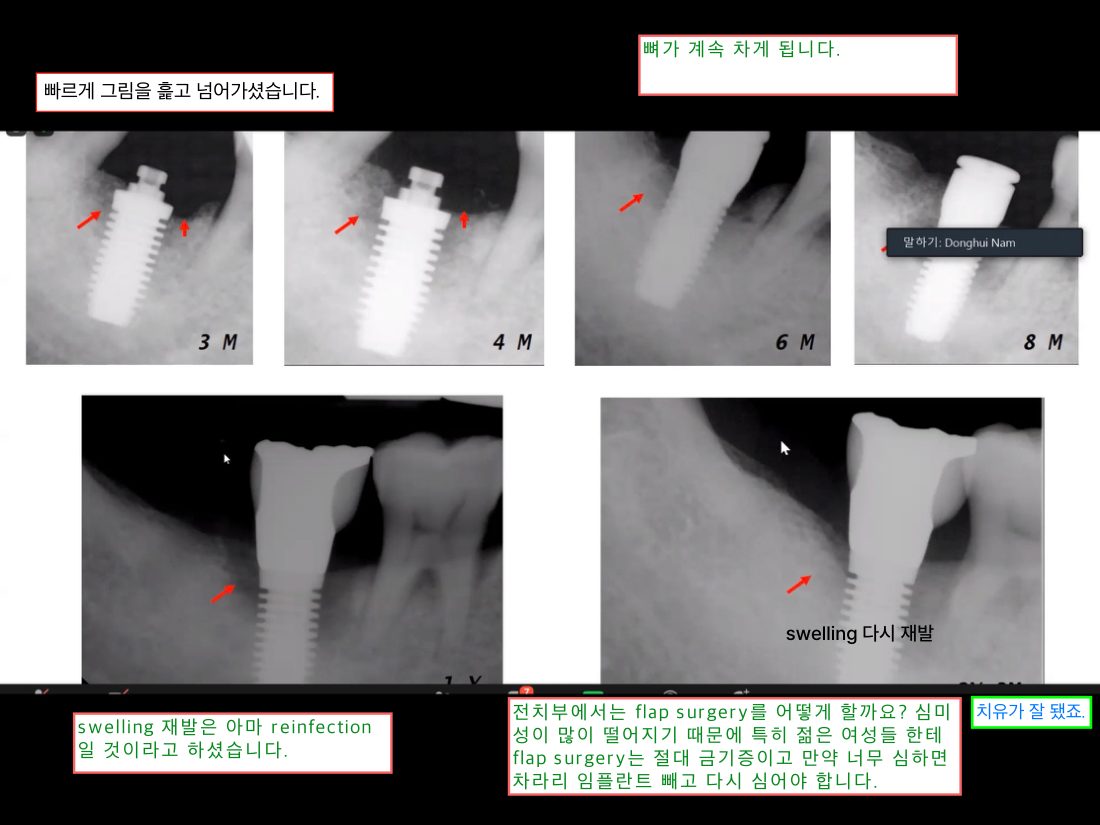 뼈가 계속 차게 됩니다.
빠르게 그림을 훑고 넘어가셨습니다.
3 M
4 M
6 M
8 M
말하기: Donghui Nam
swelling 다시 재발
1 Y
7
swelling 재발은 아마 reinfection
일 것이라고 하셨습니다.
전치부에서는 flap surgery를 어떻게 할까요? 심미
성이 많이 떨어지기 때문에 특히 젊은 여성들 한테
flap surgery는 절대 금기증이고 만약 너무 심하면
차라리 임플란트 빼고 다시 심어야 합니다.
치유가 잘 됐죠.